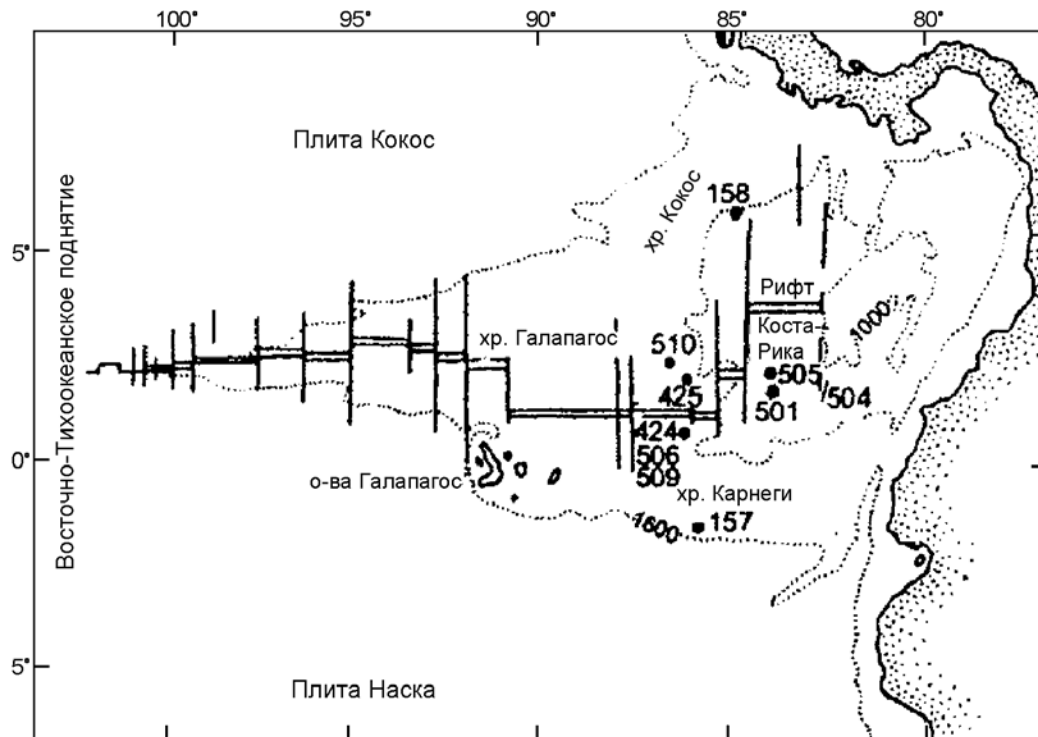 100° 95° 90° 85° 80°
Плита Кокос
Восточно-Тихоокеанское поднятие
хр. Кокос
158
5°
Рифт
хр. Галапагос
Коста-
Рика
1000
510
505
425
501
/504
424
506
509
0°
о-ва Галапагос
хр. Карнеги
1600
157
5°
Плита Наска